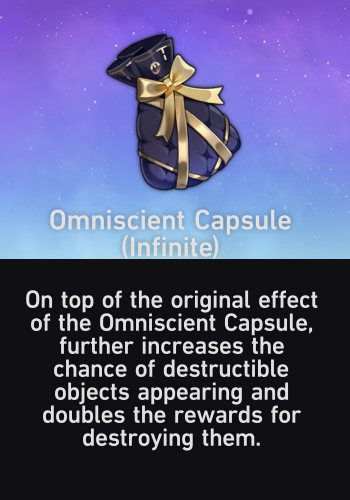 Omniscient Capsule
(Infinite)
On top of the original effect
of the Omniscient Capsule,
further increases the
chance of destructible
objects appearing and
doubles the rewards for
destroying them.